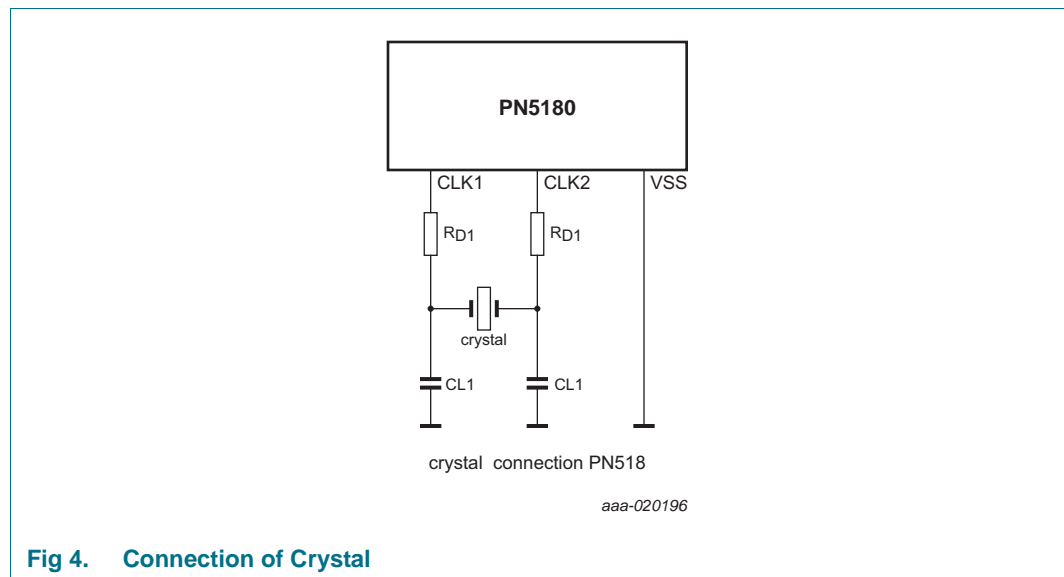 PN5180
CLK1 CLK2 VSS
RD1 RD1
crystal
CL1 CL1
crystal connection PN518
aaa-020196
Fig 4. Connection of Crystal